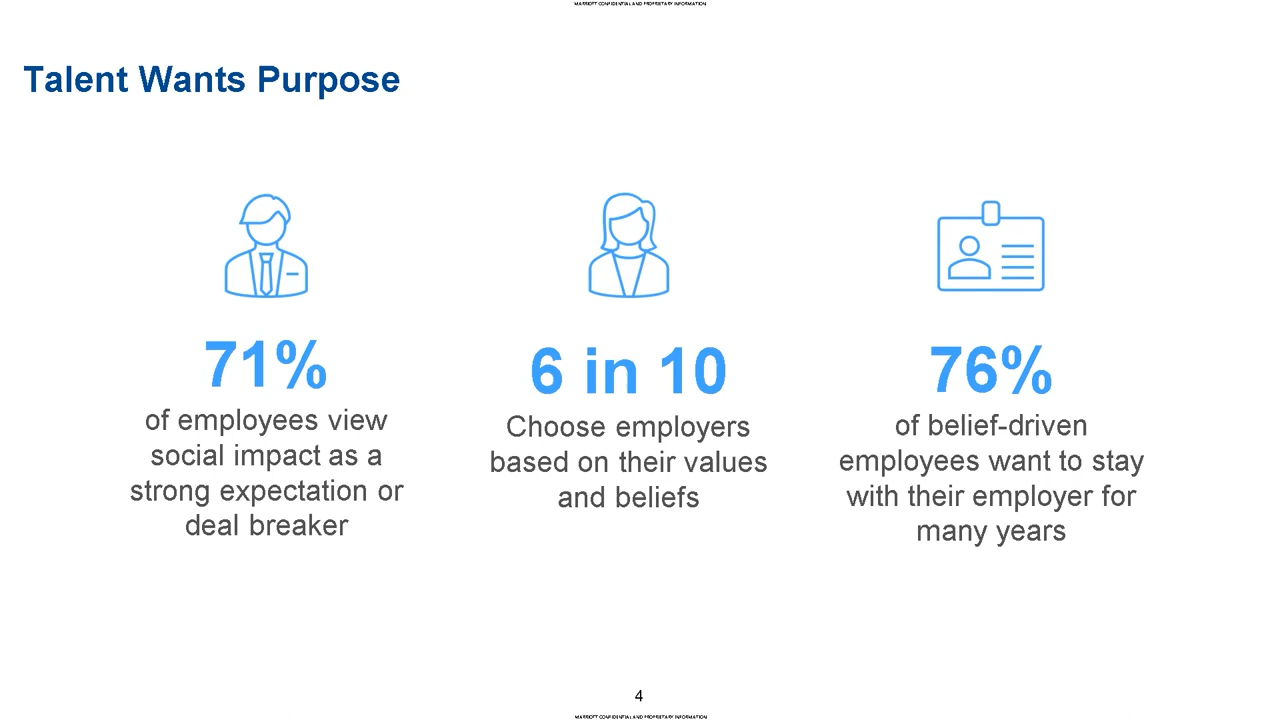 MARRIOTT CONFIDENTIAL AND PROPRIETARY INFORMATION
Talent Wants Purpose
71%
of employees view
social impact as a
strong expectation or
deal breaker
6 in 10
Choose employers
based on their values
and beliefs
76%
of belief-driven
employees want to stay
with their employer for
many years
4
MARRIOTT CONFIDENTIAL AND PROPRIETARY INFORMATION